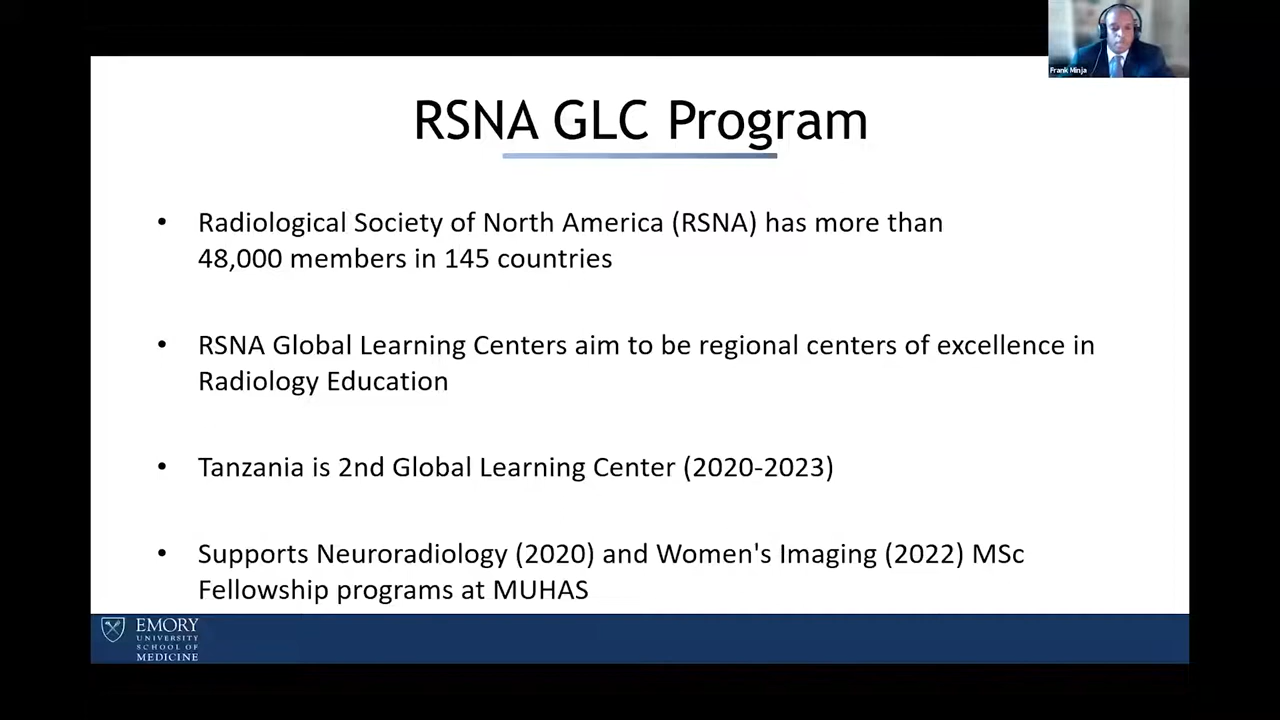 Frank Minja
RSNA GLC Program
• Radiological Society of North America (RSNA) has more than
48,000 members in 145 countries
• RSNA Global Learning Centers aim to be regional centers of excellence in
Radiology Education
• Tanzania is 2nd Global Learning Center (2020-2023)
• Supports Neuroradiology (2020) and Women's Imaging (2022) MSc
Fellowship programs at MUHAS
EMORY
UNIVERSITY
SCHOOL OF
MEDICINE